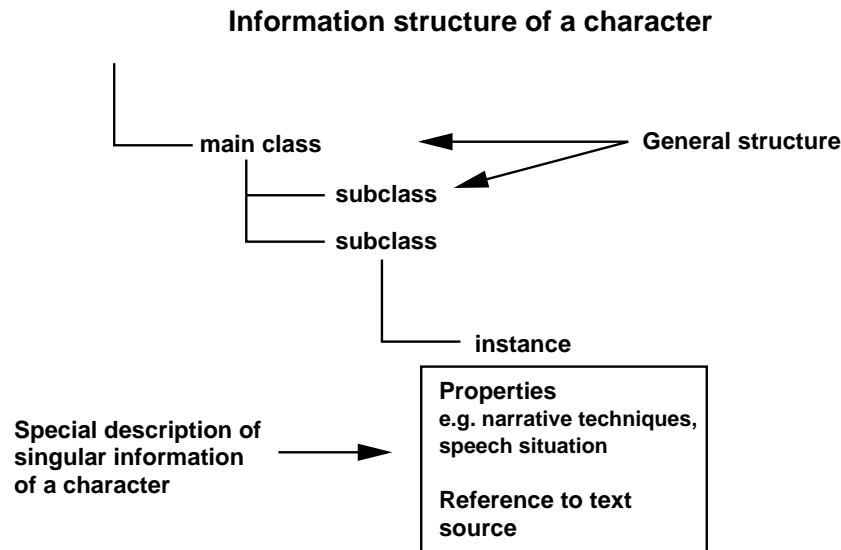 Information structure of a character
main class
General structure
subclass
subclass
instance
Properties
e.g. narrative techniques,
speech situation
Special description of
singular information
of a character
Reference to text
source